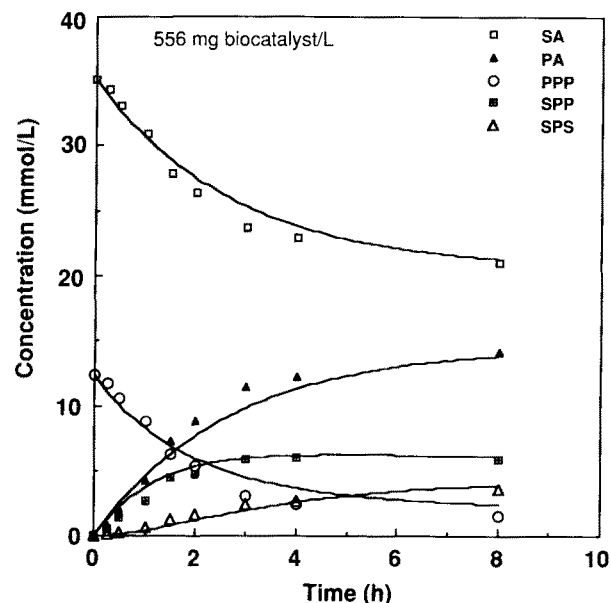 40
556 mg biocatalyst/L
SA
PA
PPP
SPP
SPS
30
20
10
0
Concentration (mmol/L)
0 2 4 6 8 10
Time (h)